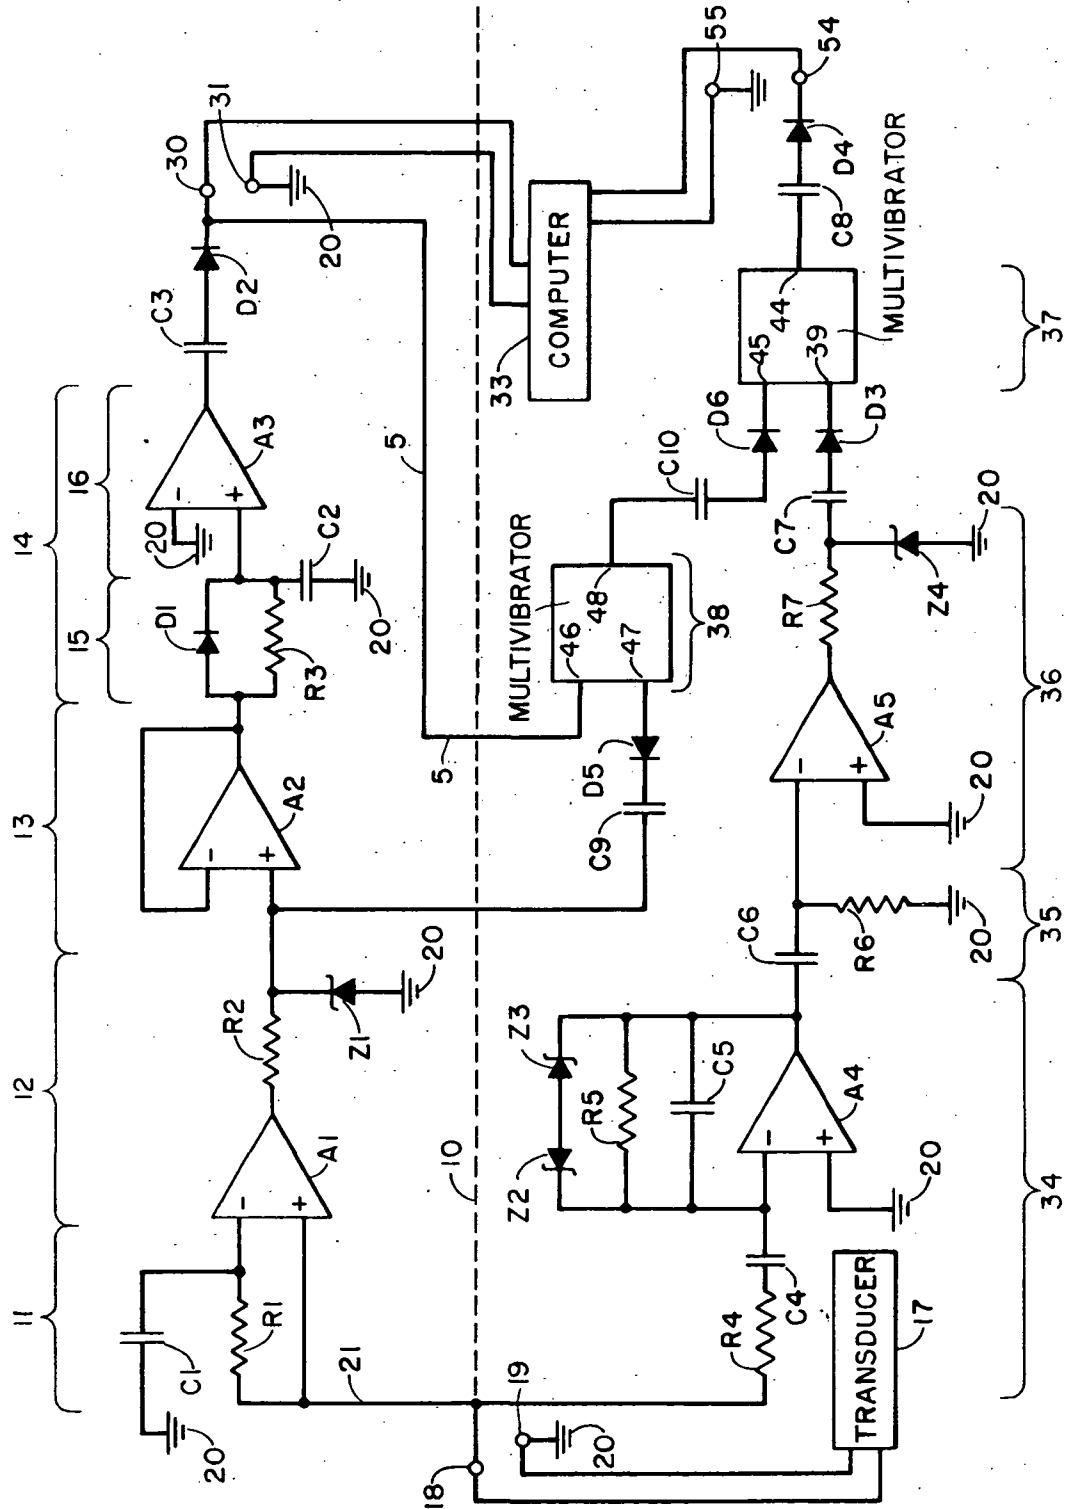 11
12
13
14
15
16
C1
20
R1
A1
R2
Z1
20
A2
D1
R3
C2
20
20
A3
C3
D2
30
31
20
21
10
5
5
18
19
20
TRANSDUCER
17
R4
C4
Z2
Z3
R5
C5
A4
20
C6
R6
20
A5
20
R7
Z4
20
C7
D3
C9
D5
MULTIVIBRATOR
46
47
48
38
C10
D6
33
COMPUTER
45
39
44
MULTIVIBRATOR
C8
D4
54
55
34
35
36
37
-
+
-
+
-
+
-
+
-
+